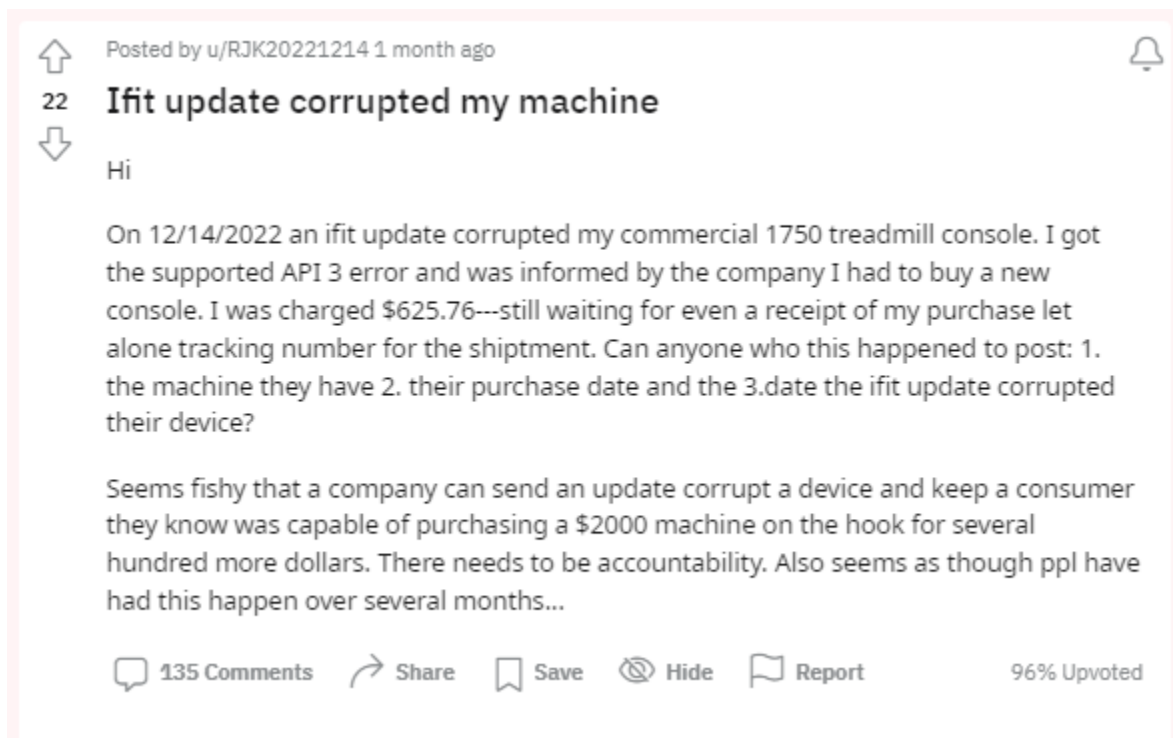 Posted by u/RJK20221214 1 month ago
22
Ifit update corrupted my machine
Hi
On 12/14/2022 an ifit update corrupted my commercial 1750 treadmill console. I got
the supported API 3 error and was informed by the company I had to buy a new
console. I was charged $625.76---still waiting for even a receipt of my purchase let
alone tracking number for the shiptment. Can anyone who this happened to post: 1.
the machine they have 2. their purchase date and the 3.date the ifit update corrupted
their device?
Seems fishy that a company can send an update corrupt a device and keep a consumer
they know was capable of purchasing a $2000 machine on the hook for several
hundred more dollars. There needs to be accountability. Also seems as though ppl have
had this happen over several months...
135 Comments Share Save Hide Report 96% Upvoted